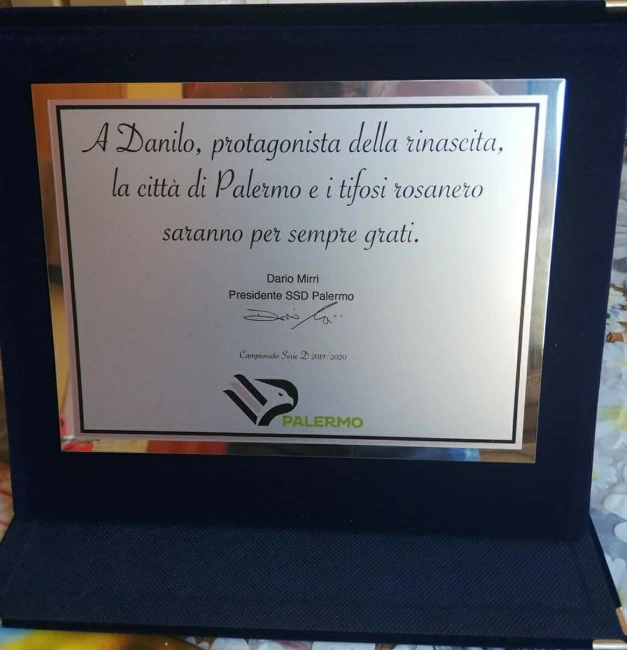 A Danilo, protagonista della rinascita,
la città di Palermo e i tifosi rosanero
saranno per sempre grati.
Dario Mirri
Presidente SSD Palermo
Campionato Serie D 2019/2020
PALERMO